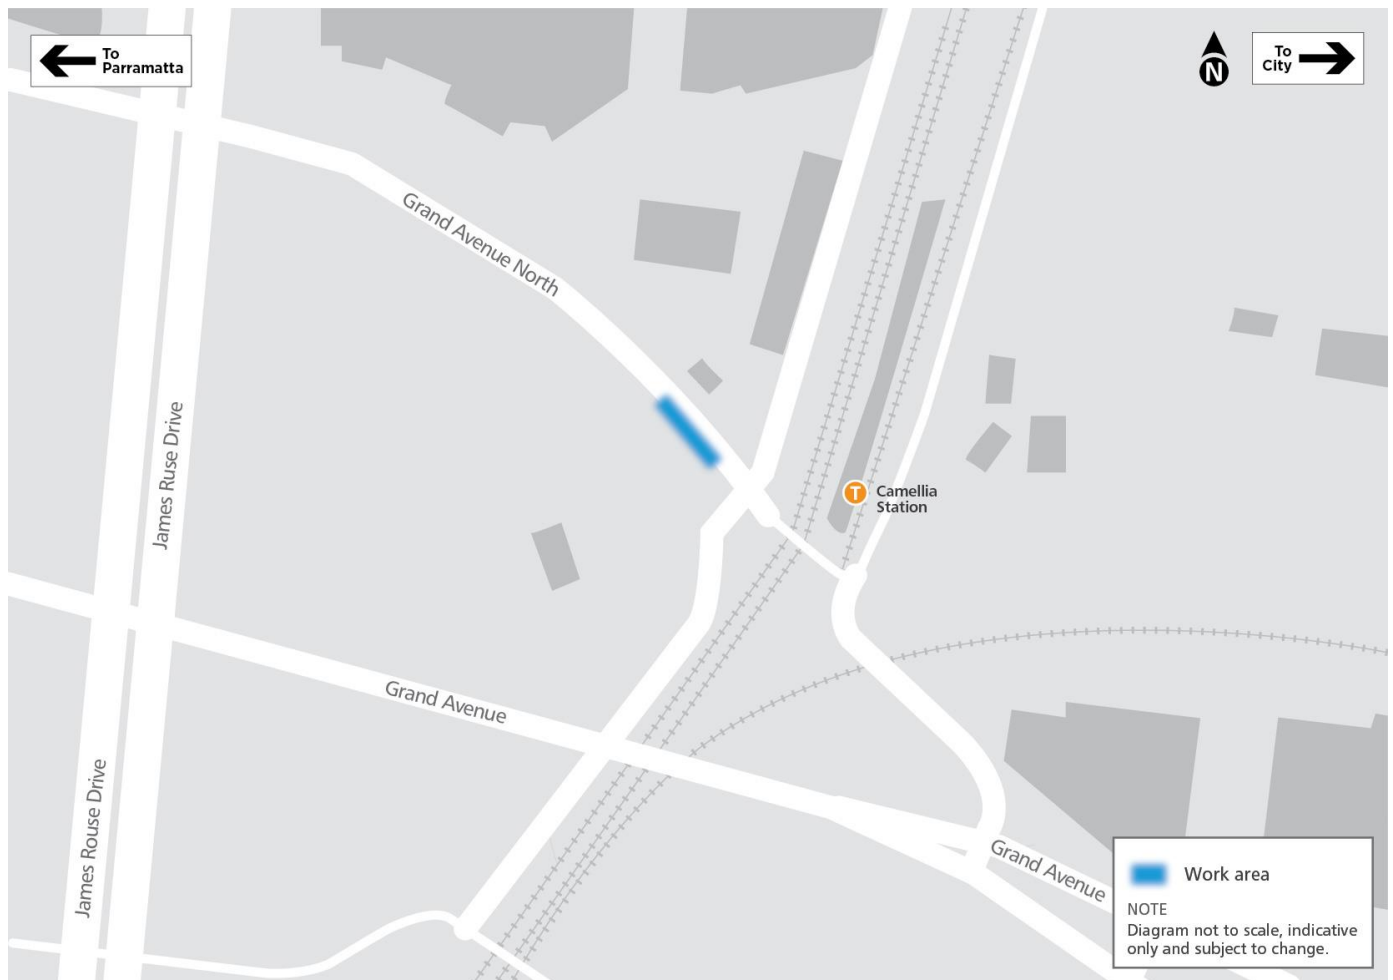 To
Parramatta
N
To
City
Grand Avenue North
James Ruse Drive
T
Camellia
Station
Grand Avenue
James Rouse Drive
Grand Avenue
Work area
NOTE
Diagram not to scale, indicative
only and subject to change.